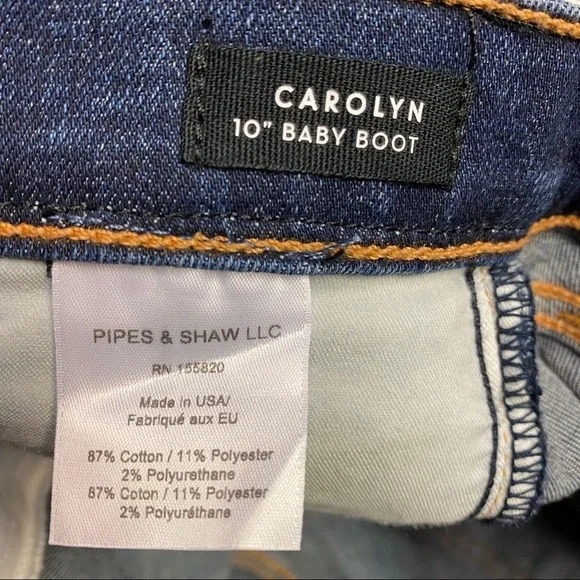 CAROLYN
10" BABY BOOT
PIPES & SHAW LLC
RN 155820
Made in USA/
Fabriqué aux EU
87% Cotton / 11% Polyester
2% Polyurethane
87% Coton / 11% Polyester
2% Polyuréthane